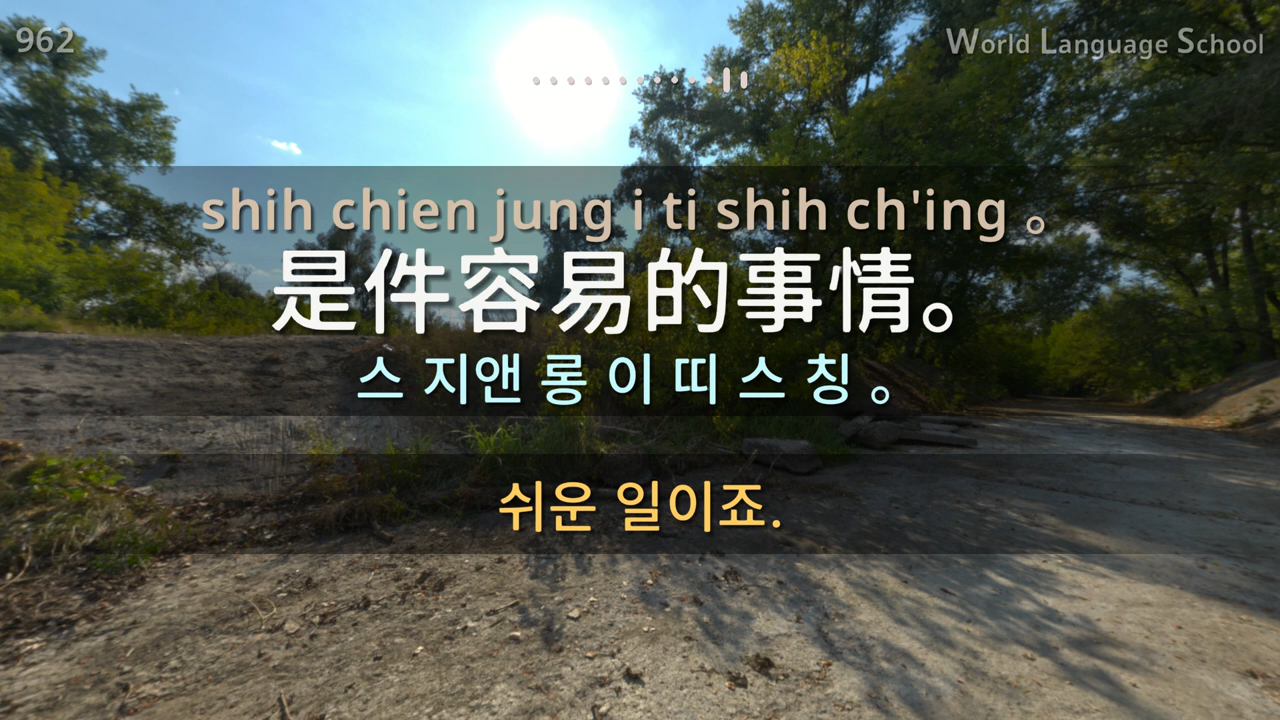 962
World Language School
shih chien jung i ti shih ch'ing 。
是件容易的事情。
스 지앤 롱 이 띠 스 칭 。
쉬운 일이죠.